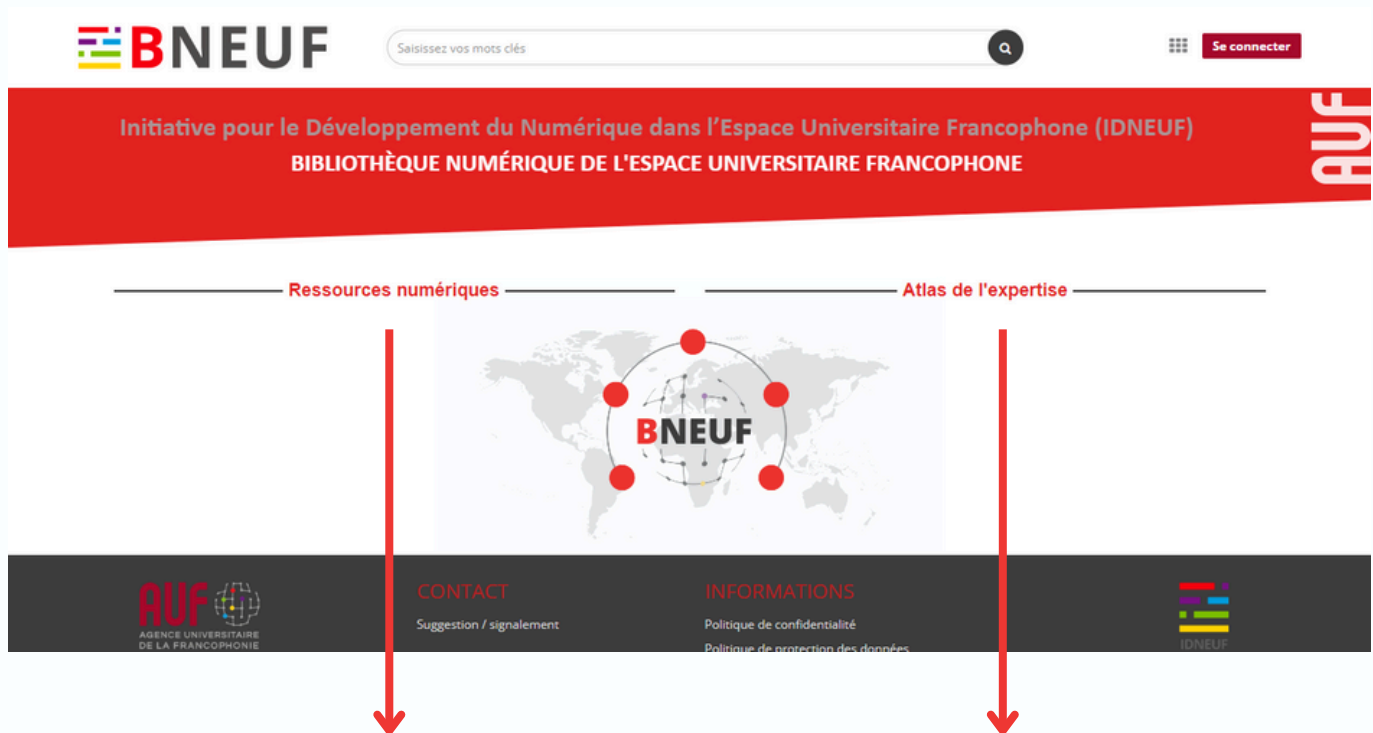 BNEUF
Saisissez vos mots clés
Se connecter
Initiative pour le Développement du Numérique dans l’Espace Universitaire Francophone (IDNEUF)
BIBLIOTHÈQUE NUMÉRIQUE DE L'ESPACE UNIVERSITAIRE FRANCOPHONE
AUF
Ressources numériques
Atlas de l'expertise
BNEUF
AUF
AGENCE UNIVERSITAIRE
DE LA FRANCOPHONIE
CONTACT
Suggestion / signalement
INFORMATIONS
Politique de confidentialité
Politique de protection des données
IDNEUF